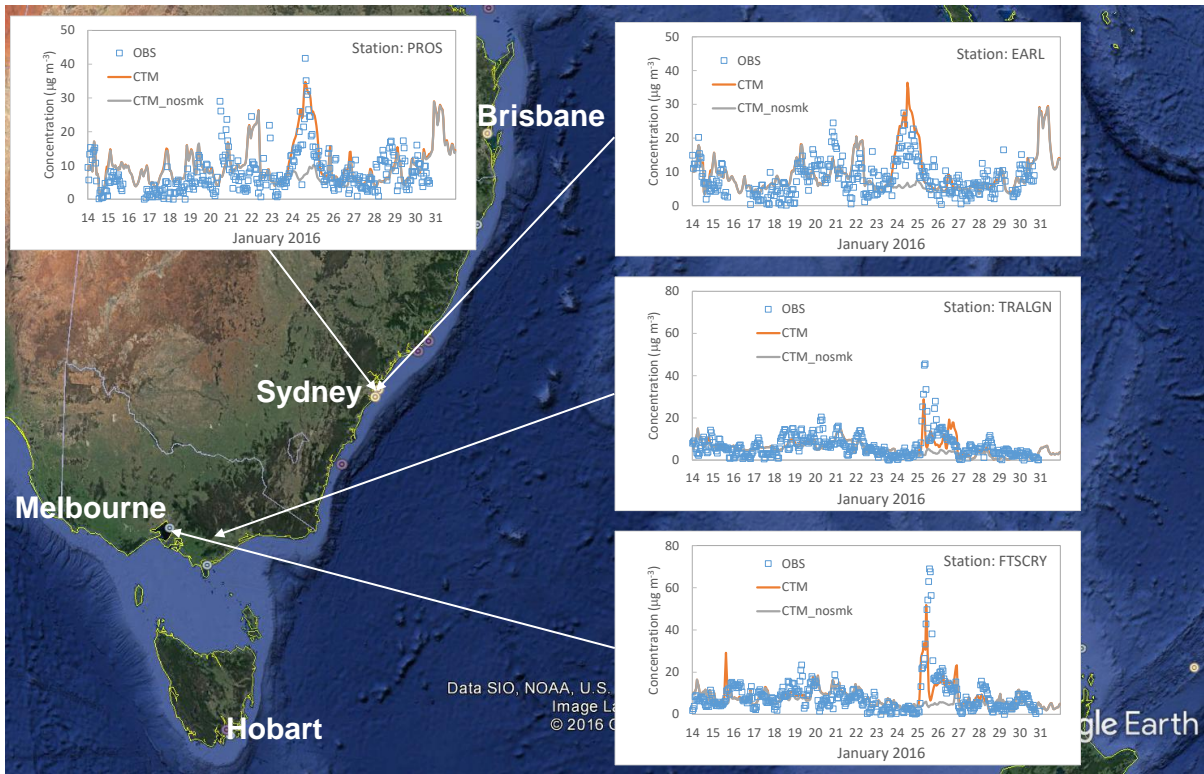 Concentration (µg m-3)
50
40
30
20
10
0
Station: PROS
OBS
CTM
CTM_nosmk
14 15 16 17 18 19 20 21 22 23 24 25 26 27 28 29 30 31
January 2016
Concentration (µg m-3)
50
40
30
20
10
0
Station: EARL
OBS
CTM
CTM_nosmk
14 15 16 17 18 19 20 21 22 23 24 25 26 27 28 29 30 31
January 2016
Brisbane
Sydney
Concentration (µg m-3)
80
60
40
20
0
Station: TRALGN
OBS
CTM
CTM_nosmk
14 15 16 17 18 19 20 21 22 23 24 25 26 27 28 29 30 31
January 2016
Melbourne
Concentration (µg m-3)
80
60
40
20
0
Station: FTSCRY
OBS
CTM
CTM_nosmk
14 15 16 17 18 19 20 21 22 23 24 25 26 27 28 29 30 31
January 2016
Hobart
Data SIO, NOAA, U.S.
Image La
© 2016 G
gle Earth